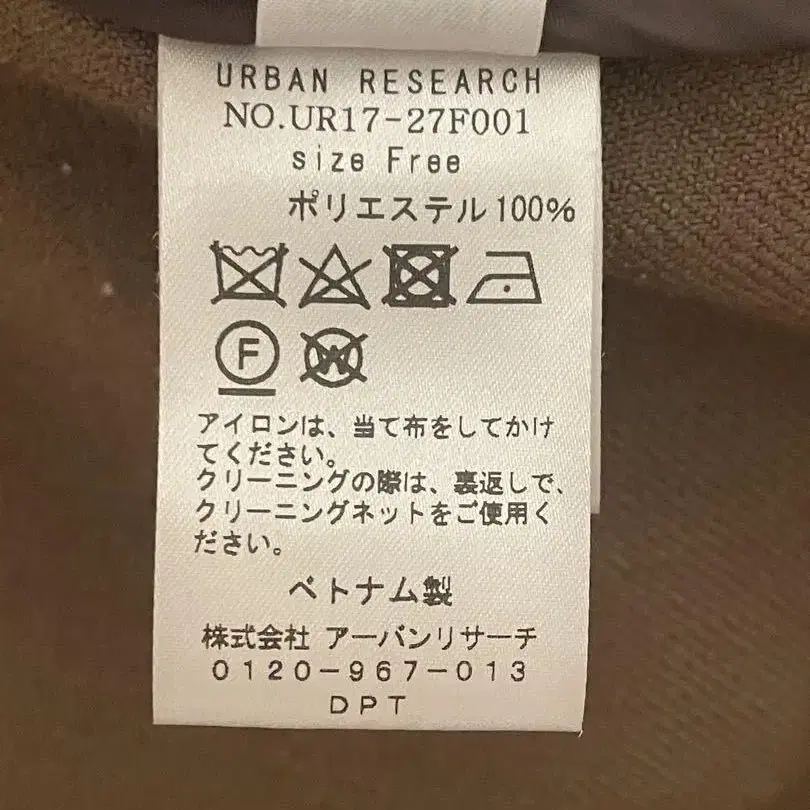 URBAN RESEARCH
NO.UR17-27F001
size Free
ポリエステル100%
F W
アイロンは、当て布をしてかけ
てください。
クリーニングの際は、裏返しで、
クリーニングネットをご使用く
ださい。
ベトナム製
株式会社 アーバンリサーチ
0120-967-013
DPT